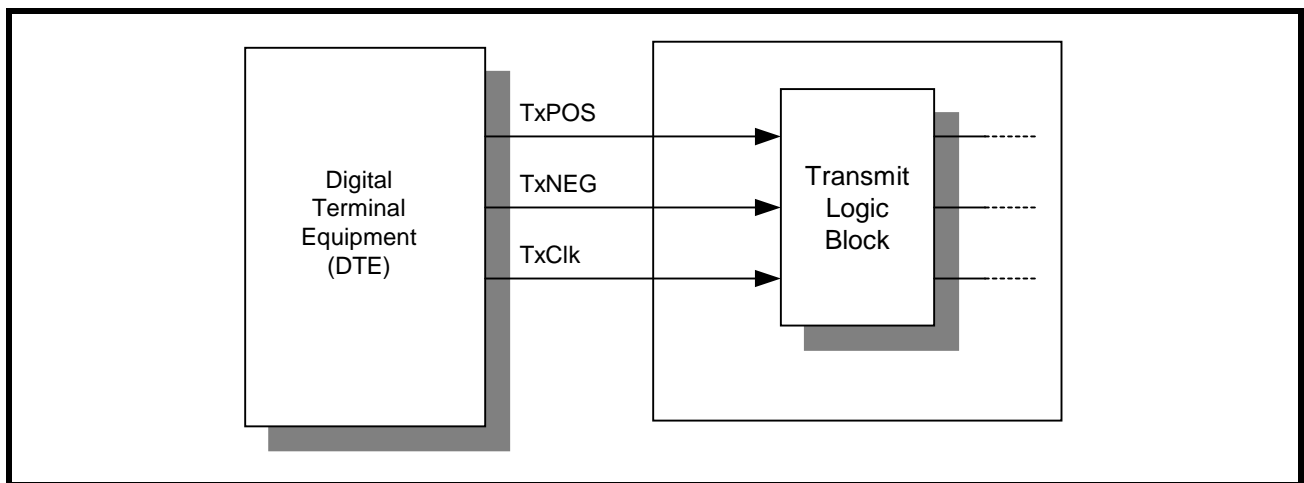 Digital
Terminal
Equipment
(DTE)
TxPOS
TxNEG
TxClk
Transmit
Logic
Block